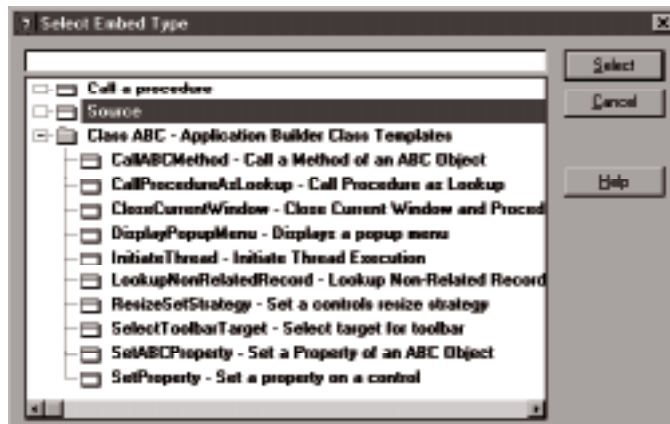 ? Select Embed Type
Select
Call a procedure
Source
Cancel
Class ABC - Application Builder Class Templates
CallABCMethod - Call a Method of an ABC Object
CallProcedureAsLookup - Call Procedure as Lookup
Help
CloseCurrentWindow - Close Current Window and Proced
DisplayPopupMenu - Displays a popup menu
InitiateThread - Initiate Thread Execution
LookupNonRelatedRecord - Lookup Non-Related Record
ResizeSetStrategy - Set a controls resize strategy
SelectToolbarTarget - Select target for toolbar
SetABCProperty - Set a Property of an ABC Object
SetProperty - Set a property on a control